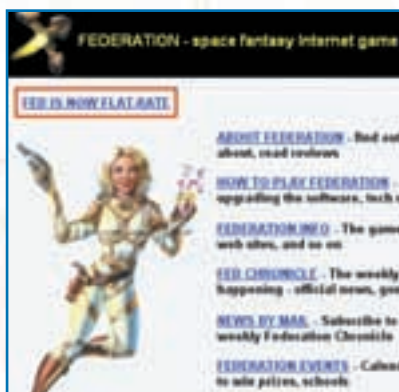 FEDERATION - space fantasy Internet game
FED IS NOW FLAT-RATE
ABOUT FEDERATION - find out
about, read reviews
HOW TO PLAY FEDERATION -
upgrading the software, tech
FEDERATION INFO - The game
web sites, and so on
FED CHRONICLE - The weekly
happening - official news,
NEWS BY MAIL - Subscribe to
weekly Federation Chronicle
FEDERATION EVENTS -
to win prizes, schools